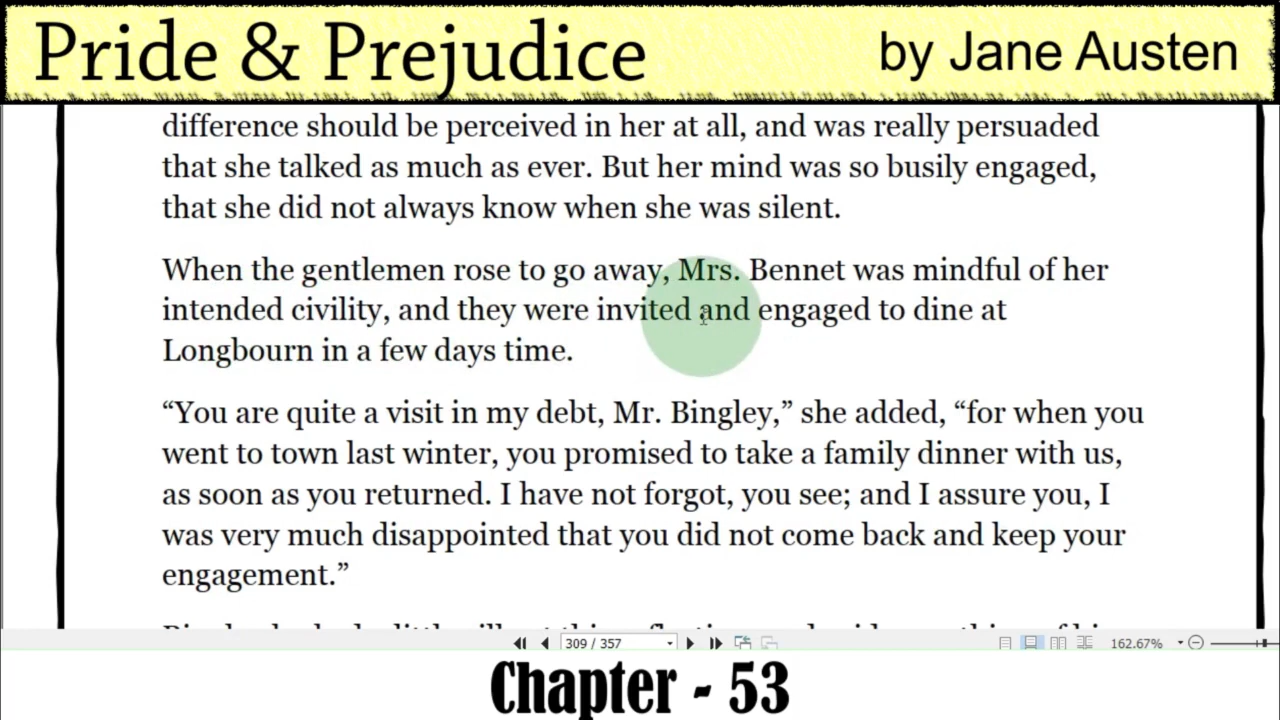 Pride & Prejudice
by Jane Austen
difference should be perceived in her at all, and was really persuaded
that she talked as much as ever. But her mind was so busily engaged,
that she did not always know when she was silent.
When the gentlemen rose to go away, Mrs. Bennet was mindful of her
intended civility, and they were invited and engaged to dine at
Longbourn in a few days time.
“You are quite a visit in my debt, Mr. Bingley,” she added, “for when you
went to town last winter, you promised to take a family dinner with us,
as soon as you returned. I have not forgot, you see; and I assure you, I
was very much disappointed that you did not come back and keep your
engagement.”
309 / 357
162.67%
Chapter - 53